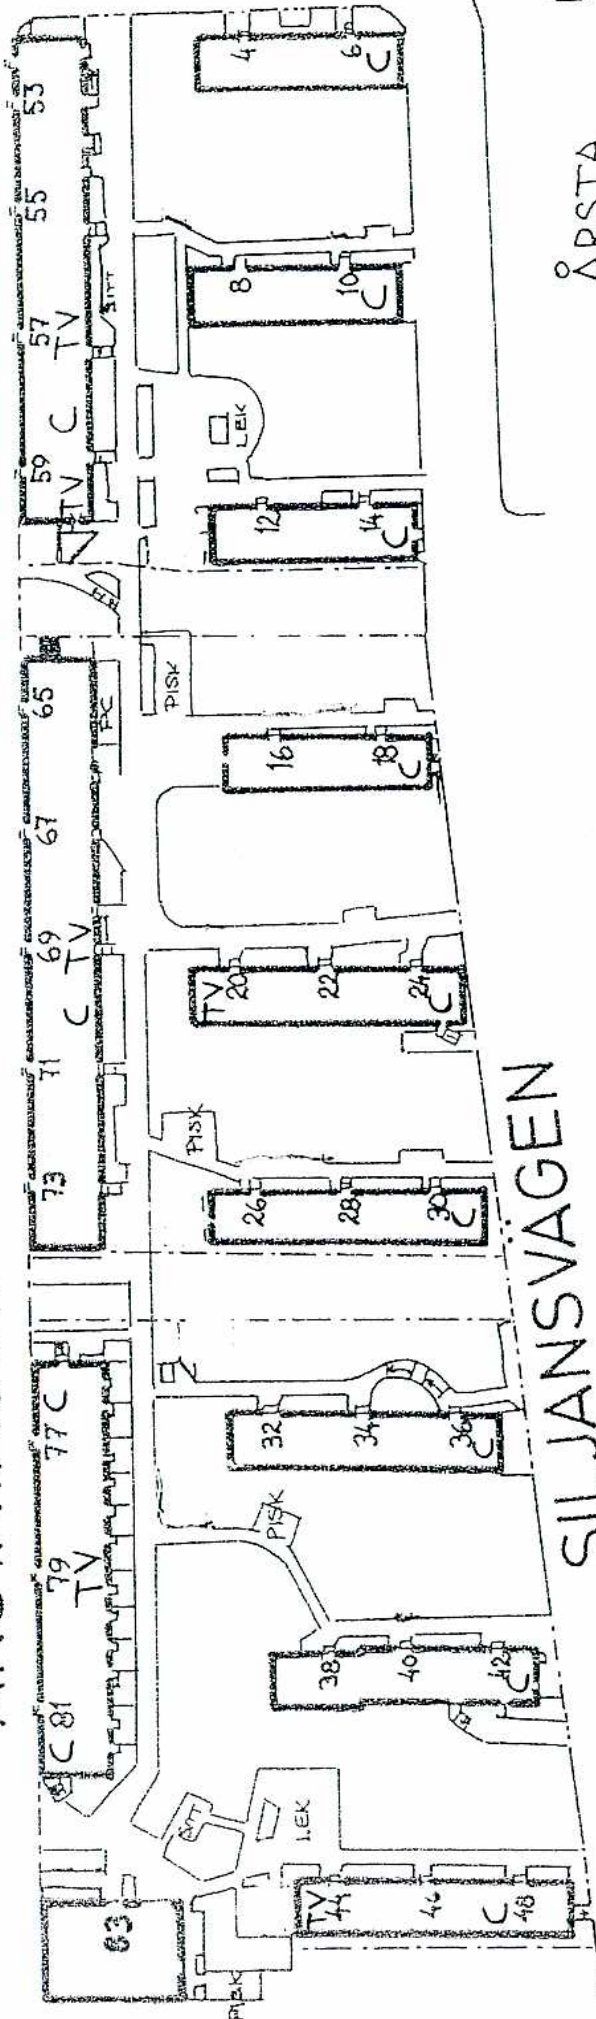 53
55
57
TV
C
59
TV
SITT
4
6
C
8
10
C
LEK
12
14
C
PISK
65
PC
67
69
TV
C
71
73
16
18
C
TV
20
22
24
C
PISK
26
28
30
C
77 C
79
TV
C 81
32
34
36
C
PISK
38
40
42
C
SITT
LEK
83
TV
44
46
C
48
SILJANSVÄGEN
ÅRSTA